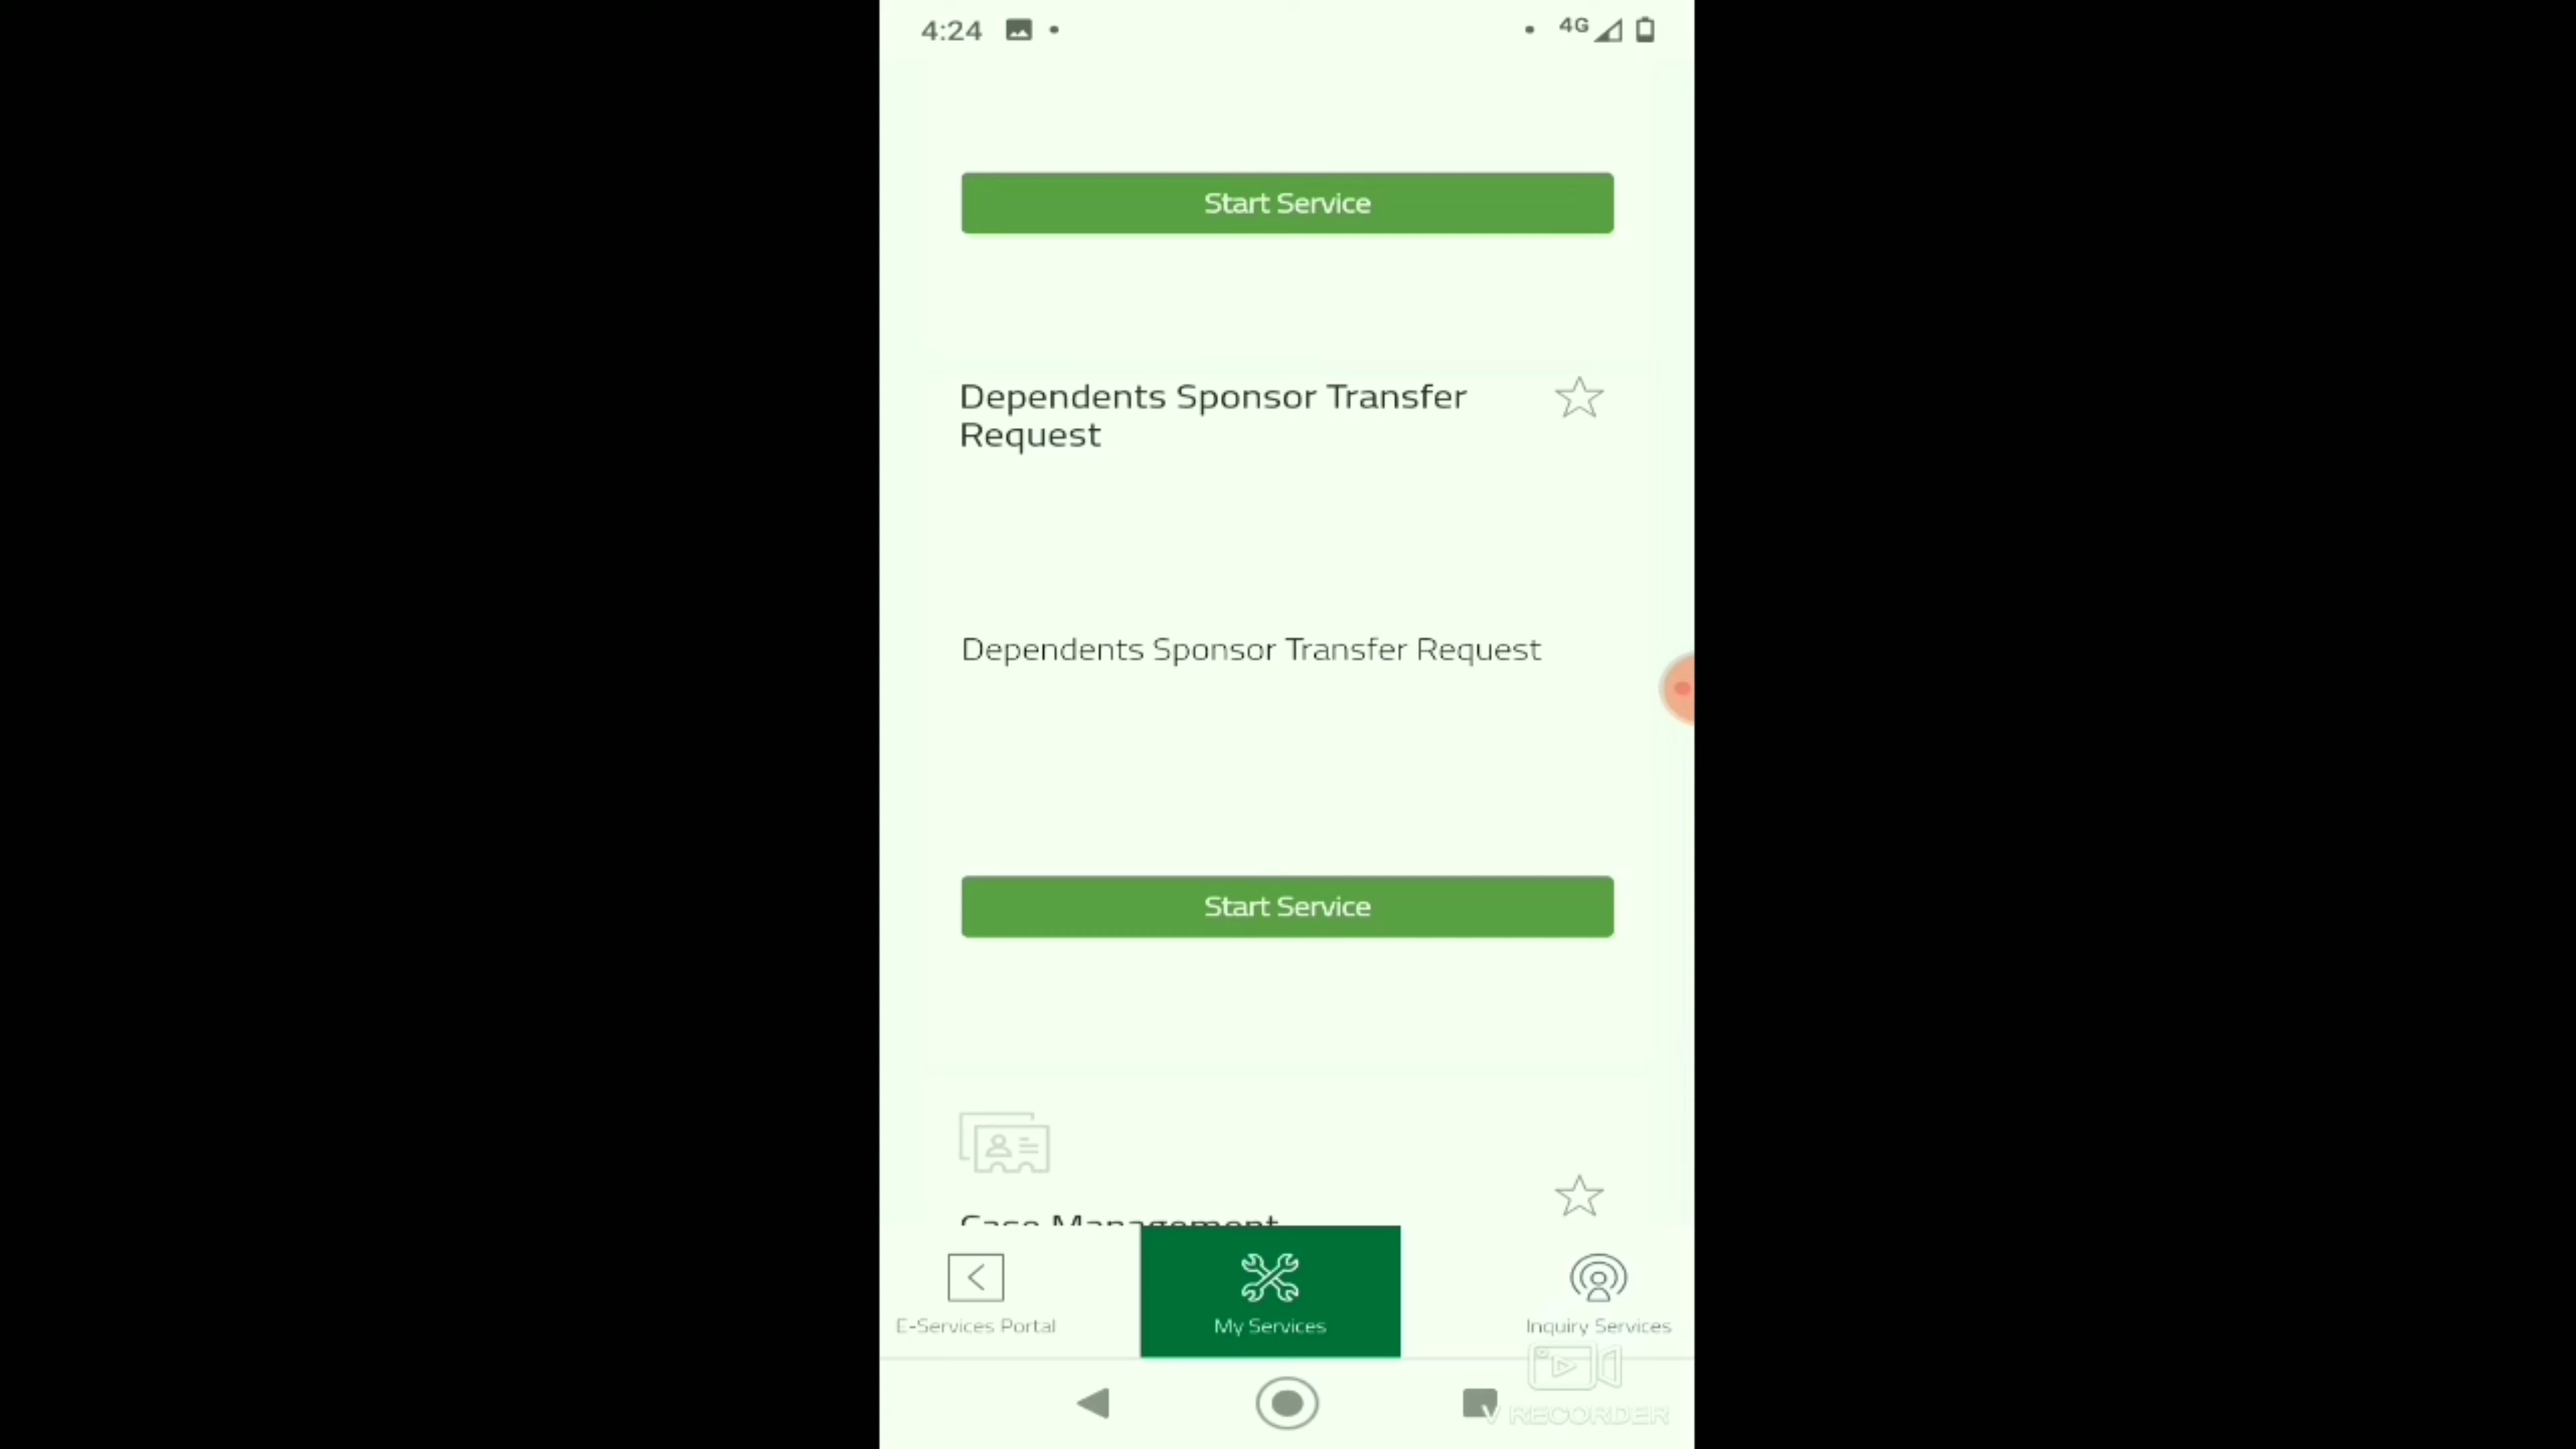 4:24
4G
Start Service
Dependents Sponsor Transfer
Request
Dependents Sponsor Transfer Request
Start Service
Case Management
E-Services Portal
My Services
Inquiry Services
V RECORDER